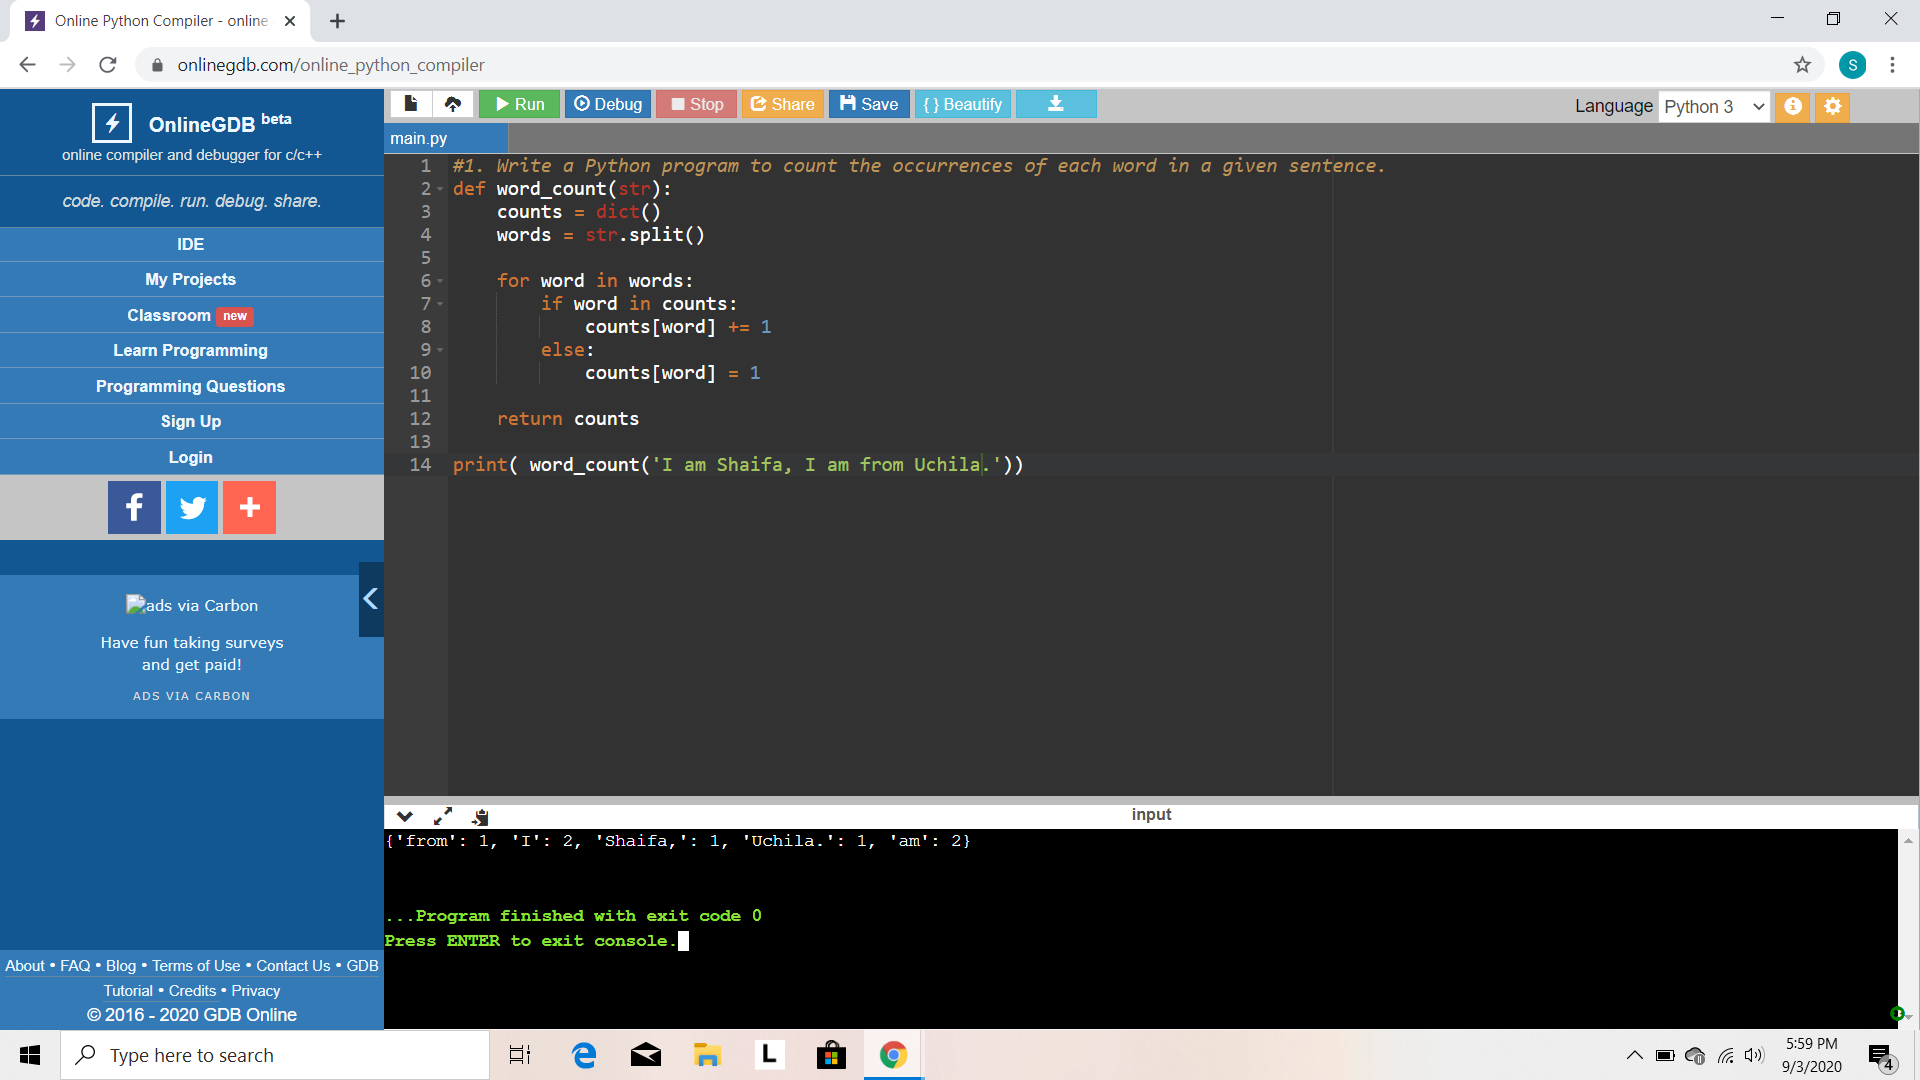 Online Python Compiler - online
onlinegdb.com/online_python_compiler
S
OnlineGDB beta
online compiler and debugger for c/c++
code. compile. run. debug. share.
IDE
My Projects
Classroom new
Learn Programming
Programming Questions
Sign Up
Login
ads via Carbon
Have fun taking surveys
and get paid!
ADS VIA CARBON
About • FAQ • Blog • Terms of Use • Contact Us • GDB
Tutorial • Credits • Privacy
© 2016 - 2020 GDB Online
Run Debug Stop Share Save { } Beautify
Language Python 3
main.py
1 #1. Write a Python program to count the occurrences of each word in a given sentence.
2 def word_count(str):
3     counts = dict()
4     words = str.split()
5
6     for word in words:
7         if word in counts:
8             counts[word] += 1
9         else:
10             counts[word] = 1
11
12     return counts
13
14 print( word_count('I am Shaifa, I am from Uchila.'))
input
{'from': 1, 'I': 2, 'Shaifa,': 1, 'Uchila.': 1, 'am': 2}
...Program finished with exit code 0
Press ENTER to exit console.
Type here to search
L
5:59 PM
9/3/2020
4